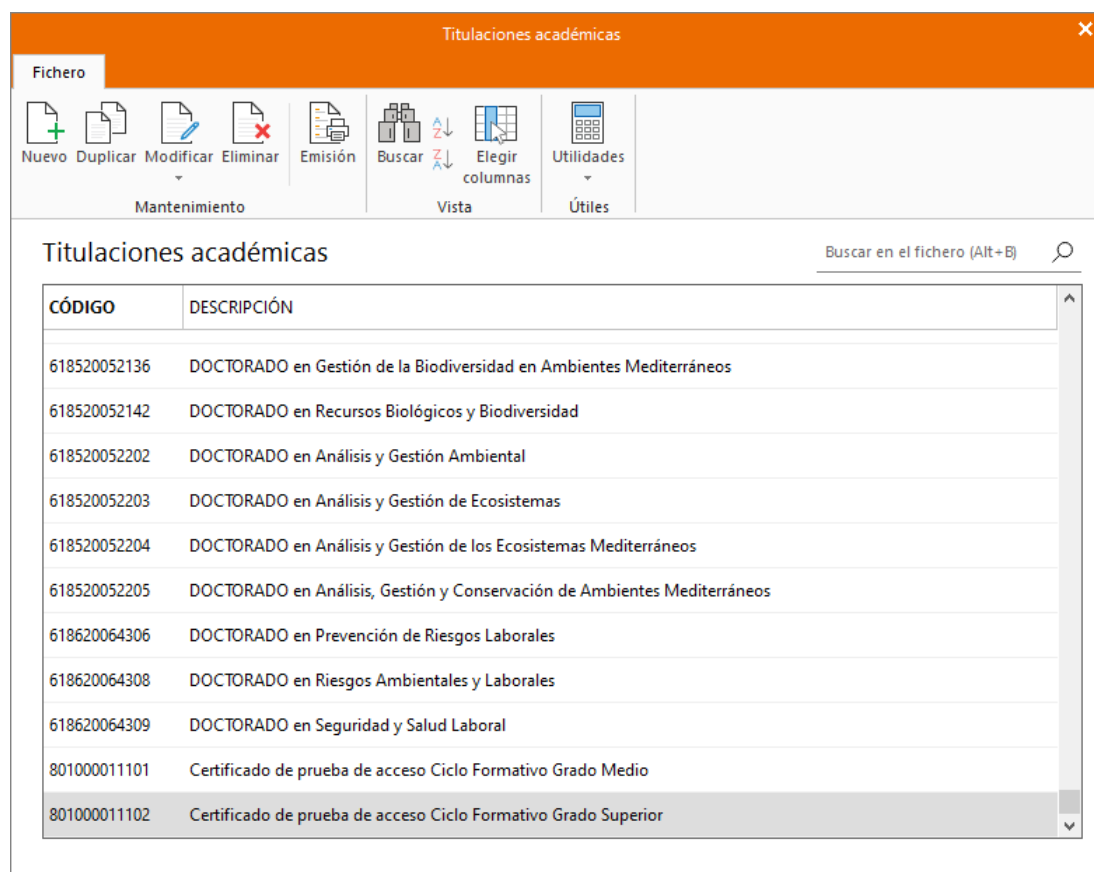 Titulaciones académicas
Fichero
Nuevo Duplicar Modificar Eliminar Emisión Buscar Elegir columnas Utilidades
Mantenimiento Vista Útiles
Titulaciones académicas Buscar en el fichero (Alt+B)
CÓDIGO DESCRIPCIÓN
618520052136 DOCTORADO en Gestión de la Biodiversidad en Ambientes Mediterráneos
618520052142 DOCTORADO en Recursos Biológicos y Biodiversidad
618520052202 DOCTORADO en Análisis y Gestión Ambiental
618520052203 DOCTORADO en Análisis y Gestión de Ecosistemas
618520052204 DOCTORADO en Análisis y Gestión de los Ecosistemas Mediterráneos
618520052205 DOCTORADO en Análisis, Gestión y Conservación de Ambientes Mediterráneos
618620064306 DOCTORADO en Prevención de Riesgos Laborales
618620064308 DOCTORADO en Riesgos Ambientales y Laborales
618620064309 DOCTORADO en Seguridad y Salud Laboral
801000011101 Certificado de prueba de acceso Ciclo Formativo Grado Medio
801000011102 Certificado de prueba de acceso Ciclo Formativo Grado Superior